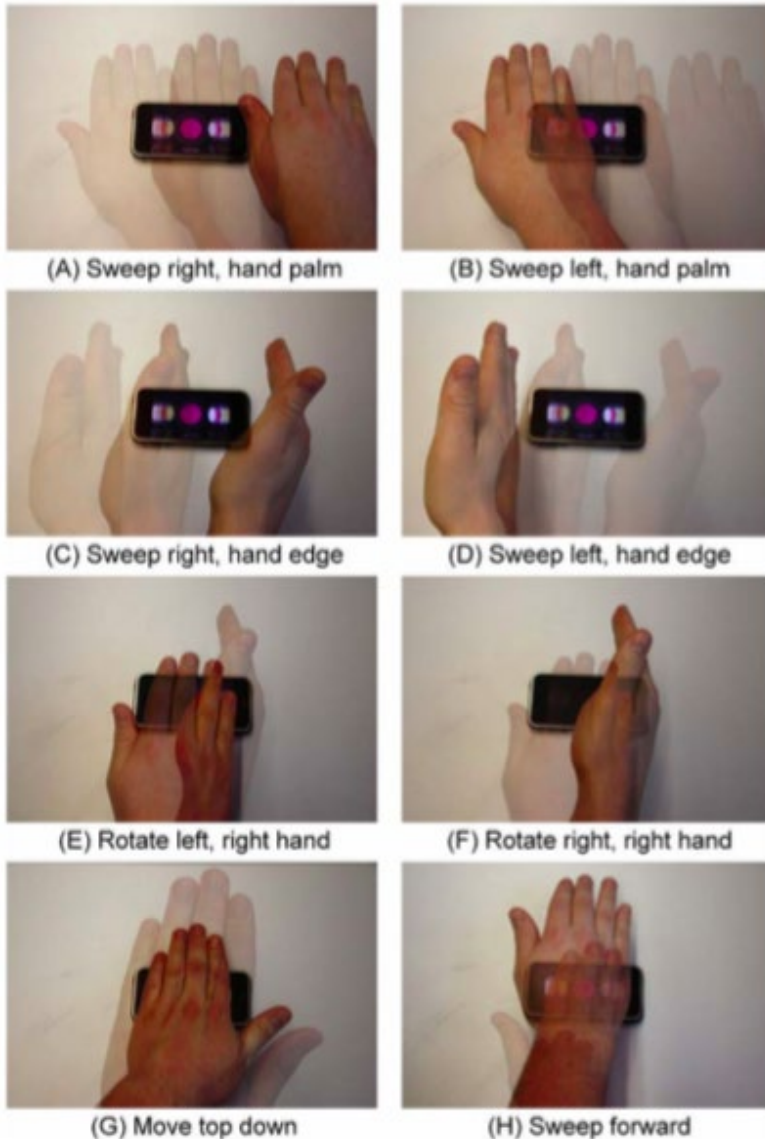 (A) Sweep right, hand palm
(B) Sweep left, hand palm
(C) Sweep right, hand edge
(D) Sweep left, hand edge
(E) Rotate left, right hand
(F) Rotate right, right hand
(G) Move top down
(H) Sweep forward